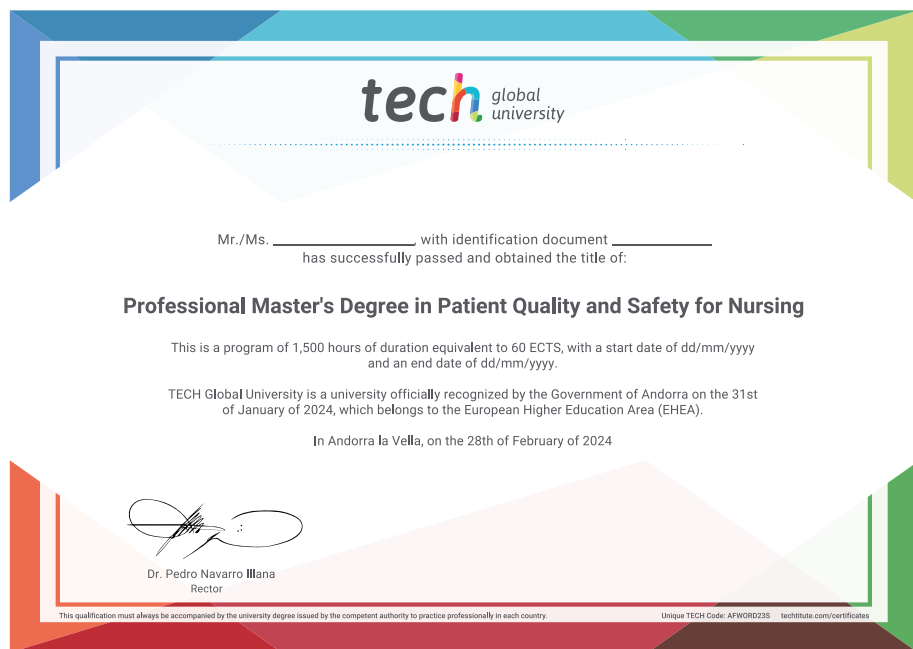 tech global university
Mr./Ms. ____________, with identification document ____________
has successfully passed and obtained the title of:
Professional Master's Degree in Patient Quality and Safety for Nursing
This is a program of 1,500 hours of duration equivalent to 60 ECTS, with a start date of dd/mm/yyyy
and an end date of dd/mm/yyyy.
TECH Global University is a university officially recognized by the Government of Andorra on the 31st
of January of 2024, which belongs to the European Higher Education Area (EHEA).
In Andorra la Vella, on the 28th of February of 2024
Dr. Pedro Navarro Illana
Rector
This qualification must always be accompanied by the university degree issued by the competent authority to practice professionally in each country. Unique TECH Code: AFWORD23S techtitute.com/certificates